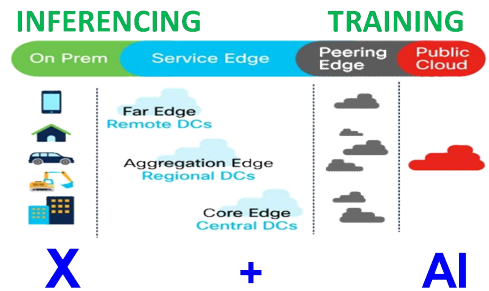 INFERENCING TRAINING
On Prem Service Edge Peering Edge Public Cloud
Far Edge
Remote DCs
Aggregation Edge
Regional DCs
Core Edge
Central DCs
X + AI